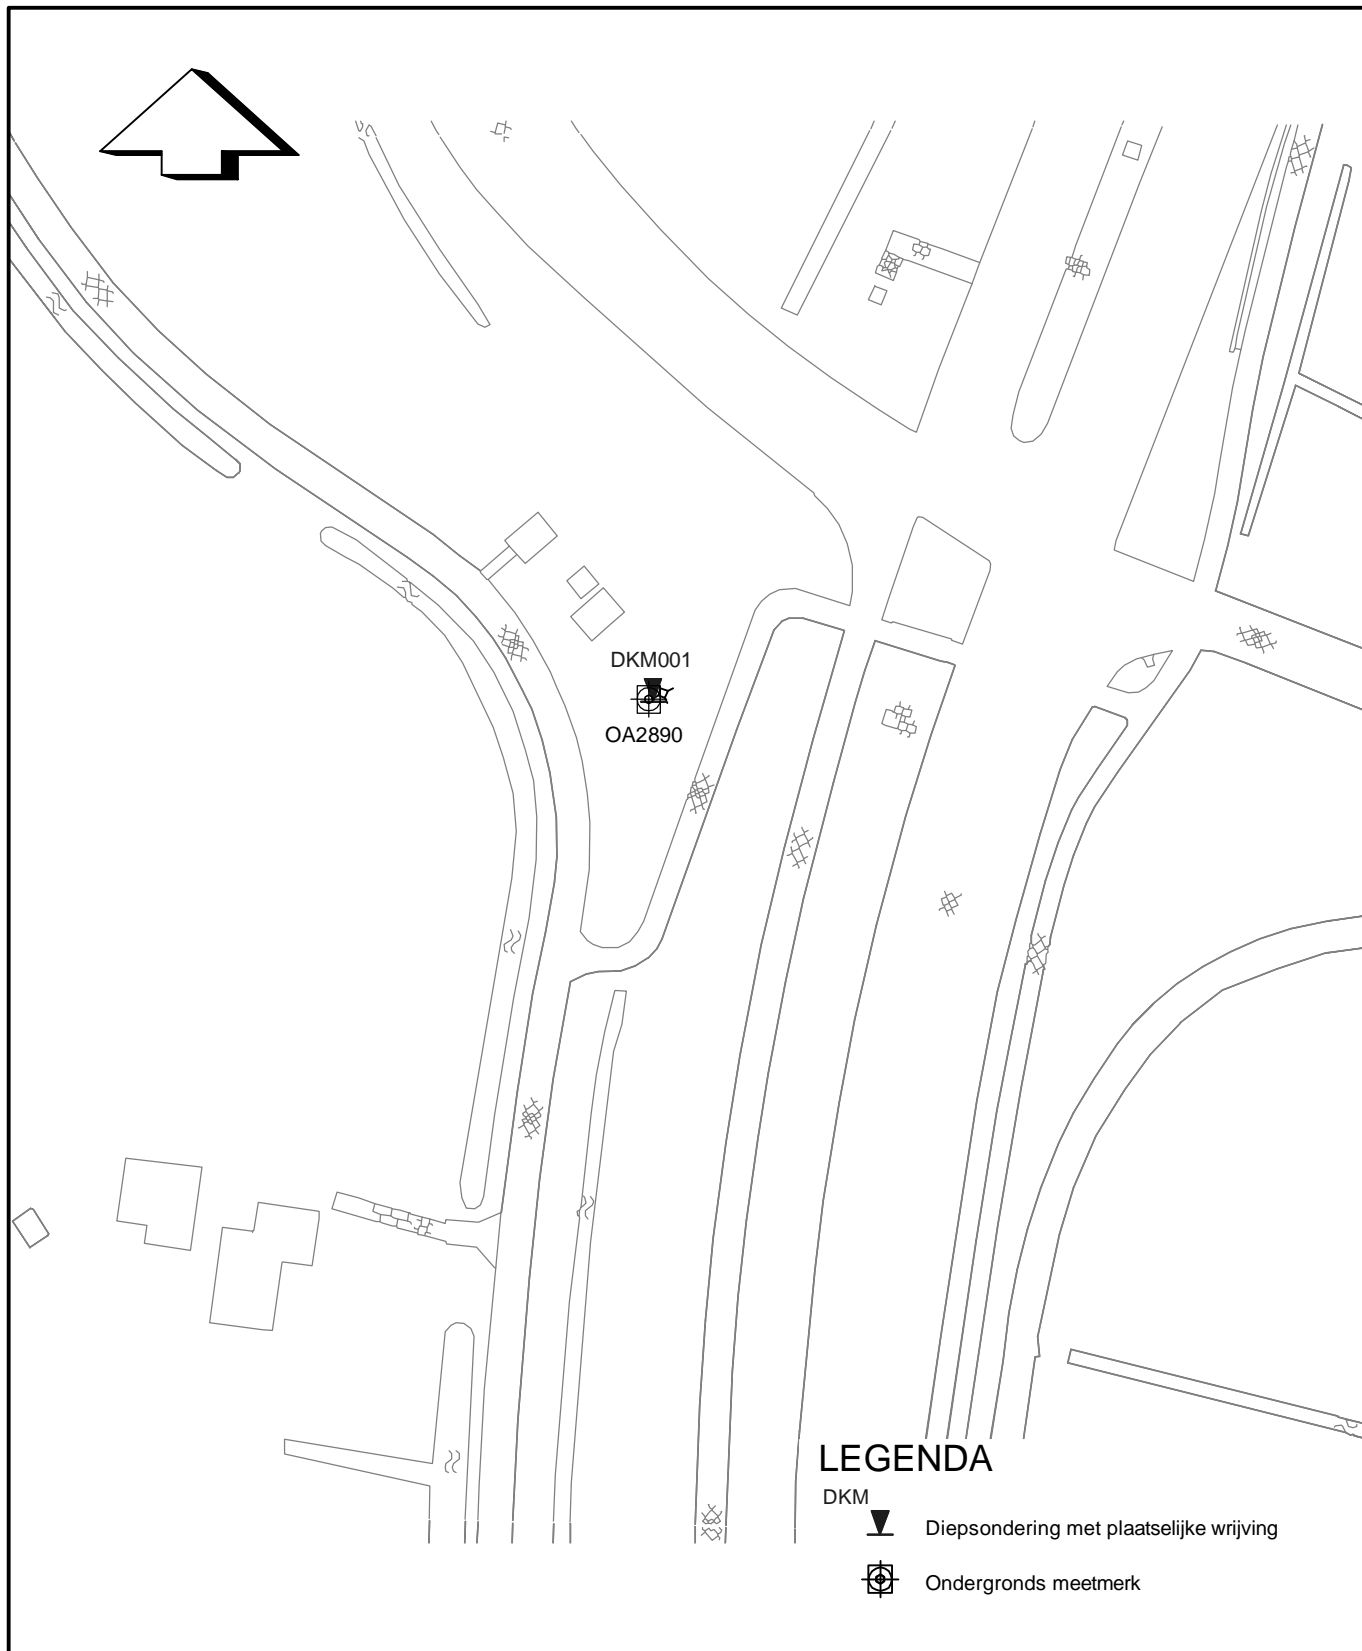 DKM001
OA2890
LEGENDA
DKM
Diepsondering met plaatselijke wrijving
Ondergronds meetmerk